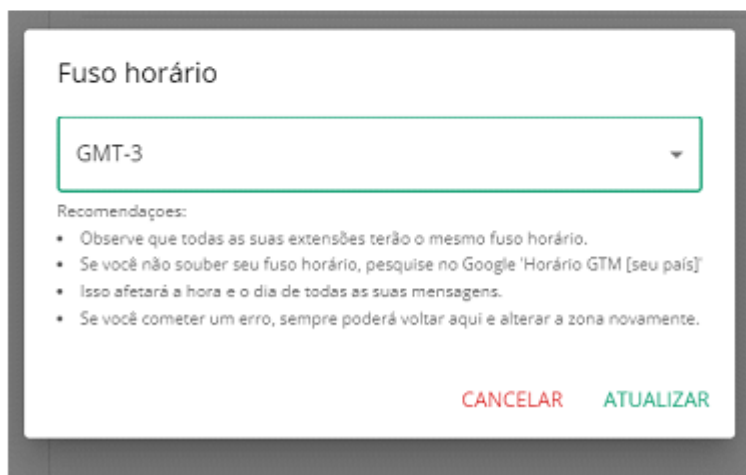 Fuso horário
GMT-3
Recomendaçoes:
• Observe que todas as suas extensões terão o mesmo fuso horário.
• Se você não souber seu fuso horário, pesquise no Google 'Horário GTM [seu país]'
• Isso afetará a hora e o dia de todas as suas mensagens.
• Se você cometer um erro, sempre poderá voltar aqui e alterar a zona novamente.
CANCELAR ATUALIZAR